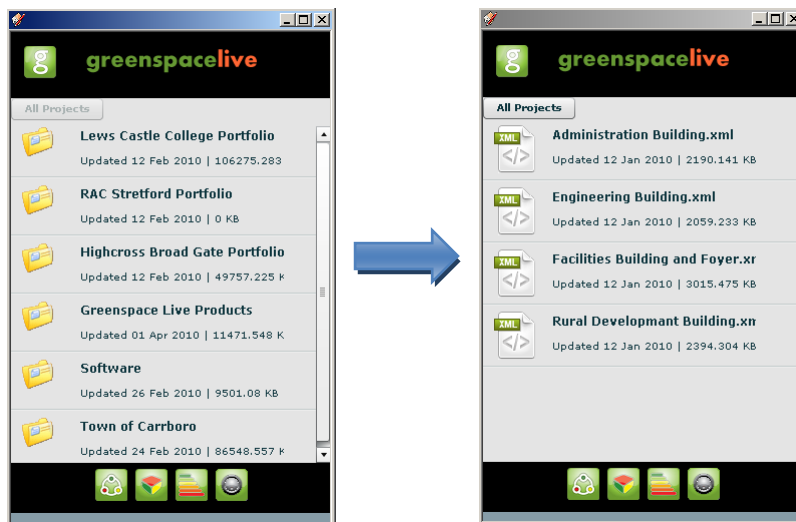 greenspacelive
All Projects
Lews Castle College Portfolio
Updated 12 Feb 2010 | 106275.283
RAC Stretford Portfolio
Updated 12 Feb 2010 | 0 KB
Highcross Broad Gate Portfolio
Updated 12 Feb 2010 | 49757.225 K
Greenspace Live Products
Updated 01 Apr 2010 | 11471.548 K
Software
Updated 26 Feb 2010 | 9501.08 KB
Town of Carrboro
Updated 24 Feb 2010 | 86548.557 K
greenspacelive
All Projects
XML
Administration Building.xml
Updated 12 Jan 2010 | 2190.141 KB
XML
Engineering Building.xml
Updated 12 Jan 2010 | 2059.233 KB
XML
Facilities Building and Foyer.xr
Updated 12 Jan 2010 | 3015.475 KB
XML
Rural Developmant Building.xn
Updated 12 Jan 2010 | 2394.304 KB